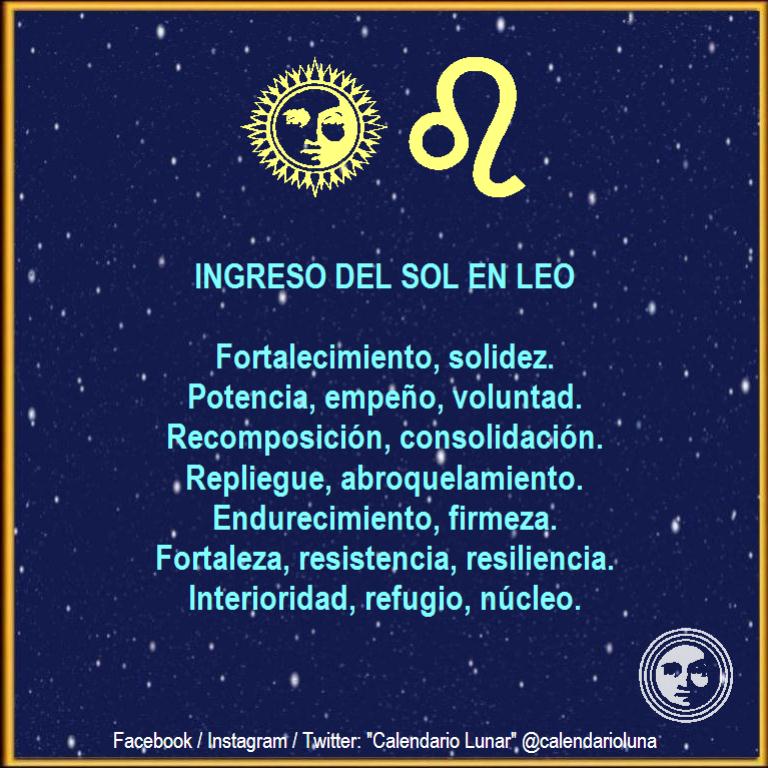 INGRESO DEL SOL EN LEO
Fortalecimiento, solidez.
Potencia, empeño, voluntad.
Recomposición, consolidación.
Repliegue, abroquelamiento.
Endurecimiento, firmeza.
Fortaleza, resistencia, resiliencia.
Interioridad, refugio, núcleo.
Facebook / Instagram / Twitter: "Calendario Lunar" @calendarioluna